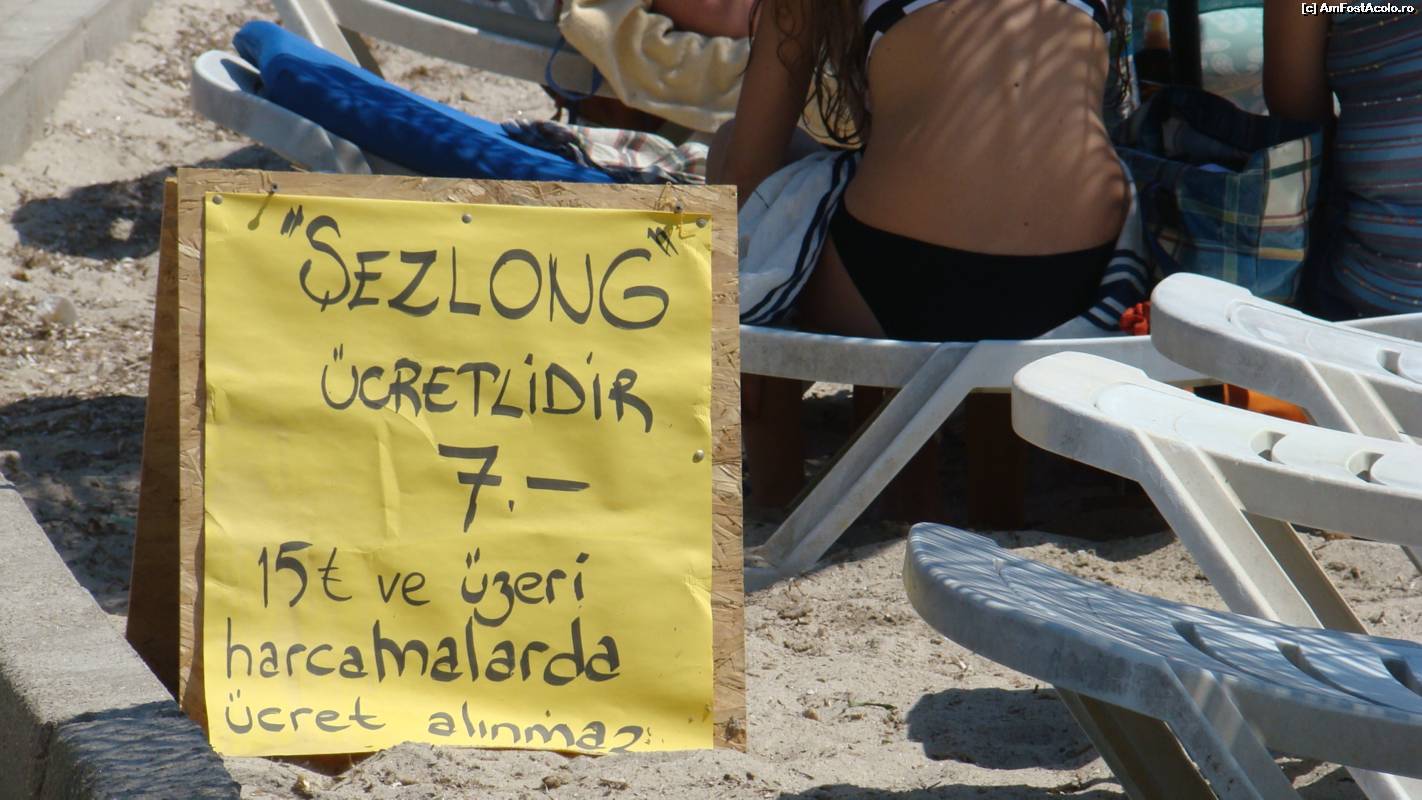 [c] AmFostAcolo.ro
"ŞEZLONG"
ÜCRETLİDİR
7.-
15₺ ve üzeri
harcamalarda
ücret alınmaz